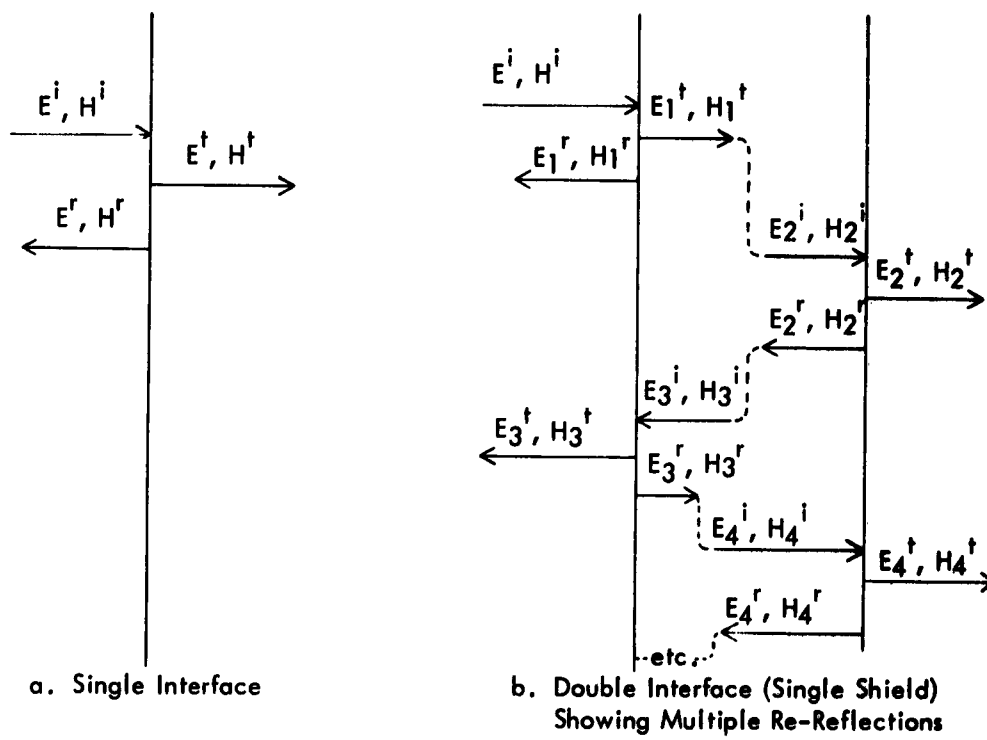 E^i, H^i
E^t, H^t
E^r, H^r
a. Single Interface
E^i, H^i
E1^t, H1^t
E1^r, H1^r
E2^i, H2^i
E2^t, H2^t
E2^r, H2^r
E3^i, H3^i
E3^t, H3^t
E3^r, H3^r
E4^i, H4^i
E4^t, H4^t
E4^r, H4^r
etc.
b. Double Interface (Single Shield)
Showing Multiple Re-Reflections